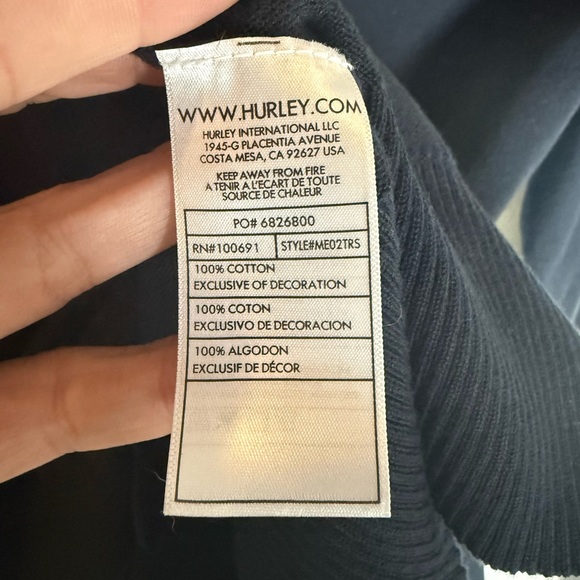 WWW.HURLEY.COM
HURLEY INTERNATIONAL LLC
1945-G PLACENTIA AVENUE
COSTA MESA, CA 92627 USA
KEEP AWAY FROM FIRE
A TENIR A L'ECART DE TOUTE
SOURCE DE CHALEUR
PO# 6826800
RN#100691 STYLE#ME02TRS
100% COTTON
EXCLUSIVE OF DECORATION
100% COTON
EXCLUSIVO DE DECORACION
100% ALGODON
EXCLUSIF DE DÉCOR